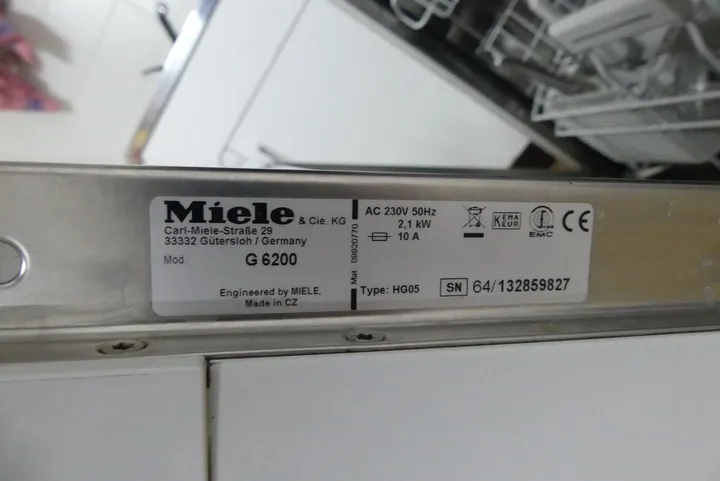 Miele & Cie. KG
Carl-Miele-Straße 29
33332 Gütersloh / Germany
Mod.: G 6200
Engineered by MIELE,
Made in CZ
Mat. 09920770
AC 230V 50Hz
2,1 kW
10 A
KEMA
KEUR
EMC
CE
Type: HG05
SN 64/132859827